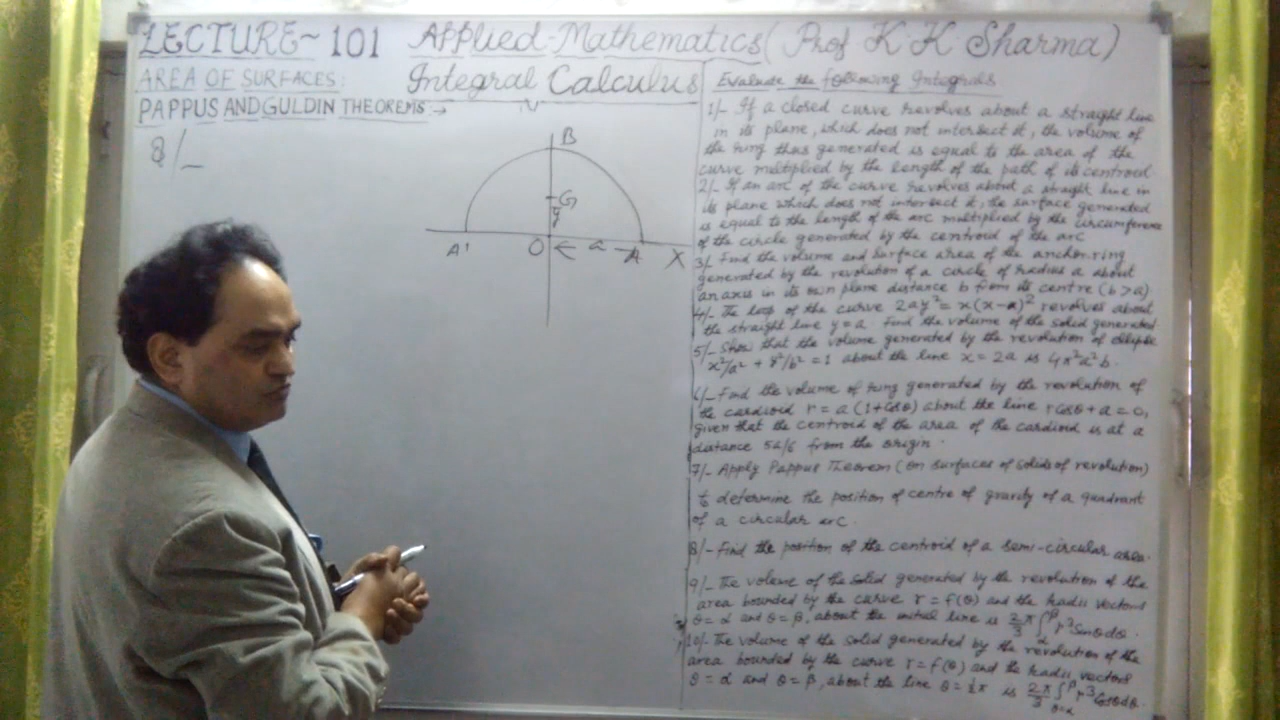 LECTURE~101 Applied-Mathematics (Prof K.K. Sharma)
AREA OF SURFACES:
Integral Calculus
PAPPUS AND GULDIN THEOREMS:→
8/_
B
G
y
A'
O
← a →
A
X
Evaluate the following Integrals
1/- If a closed curve revolves about a straight line
in its plane, which does not intersect it, the volume of
the ring thus generated is equal to the area of the
curve multiplied by the length of the path of its centroid
2/- If an arc of the curve revolves about a straight line in
its plane which does not intersect it, the surface generated
is equal to the length of the arc multiplied by the circumference
of the circle generated by the centroid of the arc
3/- Find the volume and surface area of the anchor-ring
generated by the revolution of a circle of radius a about
an axis in its own plane distance b from its centre (b>a)
4/- The loop of the curve 2ay²=x(x-a)² revolves about
the straight line y=a. Find the volume of the solid generated
5/- Show that the volume generated by the revolution of ellipse
x²/a² + y²/b² = 1 about the line x = 2a is 4π²a²b.
6/- Find the volume of ring generated by the revolution of
the cardioid r = a (1+cosθ) about the line rcosθ+a=0,
given that the centroid of the area of the cardioid is at a
distance 5a/6 from the origin.
7/- Apply Pappus Theorem (on surfaces of solids of revolution)
to determine the position of centre of gravity of a quadrant
of a circular arc.
8/- Find the position of the centroid of a semi-circular area.
9/- The volume of the solid generated by the revolution of the
area bounded by the curve r = f(θ) and the radii vectors
θ= α and θ= β, about the initial line is 2/3 π ∫αβ r³ sinθdθ.
10/- The volume of the solid generated by the revolution of the
area bounded by the curve r=f(θ) and the radii vectors
θ = α and θ= β, about the line θ= ½π is 2π/3 ∫θ=αβ r³ cosθdθ.